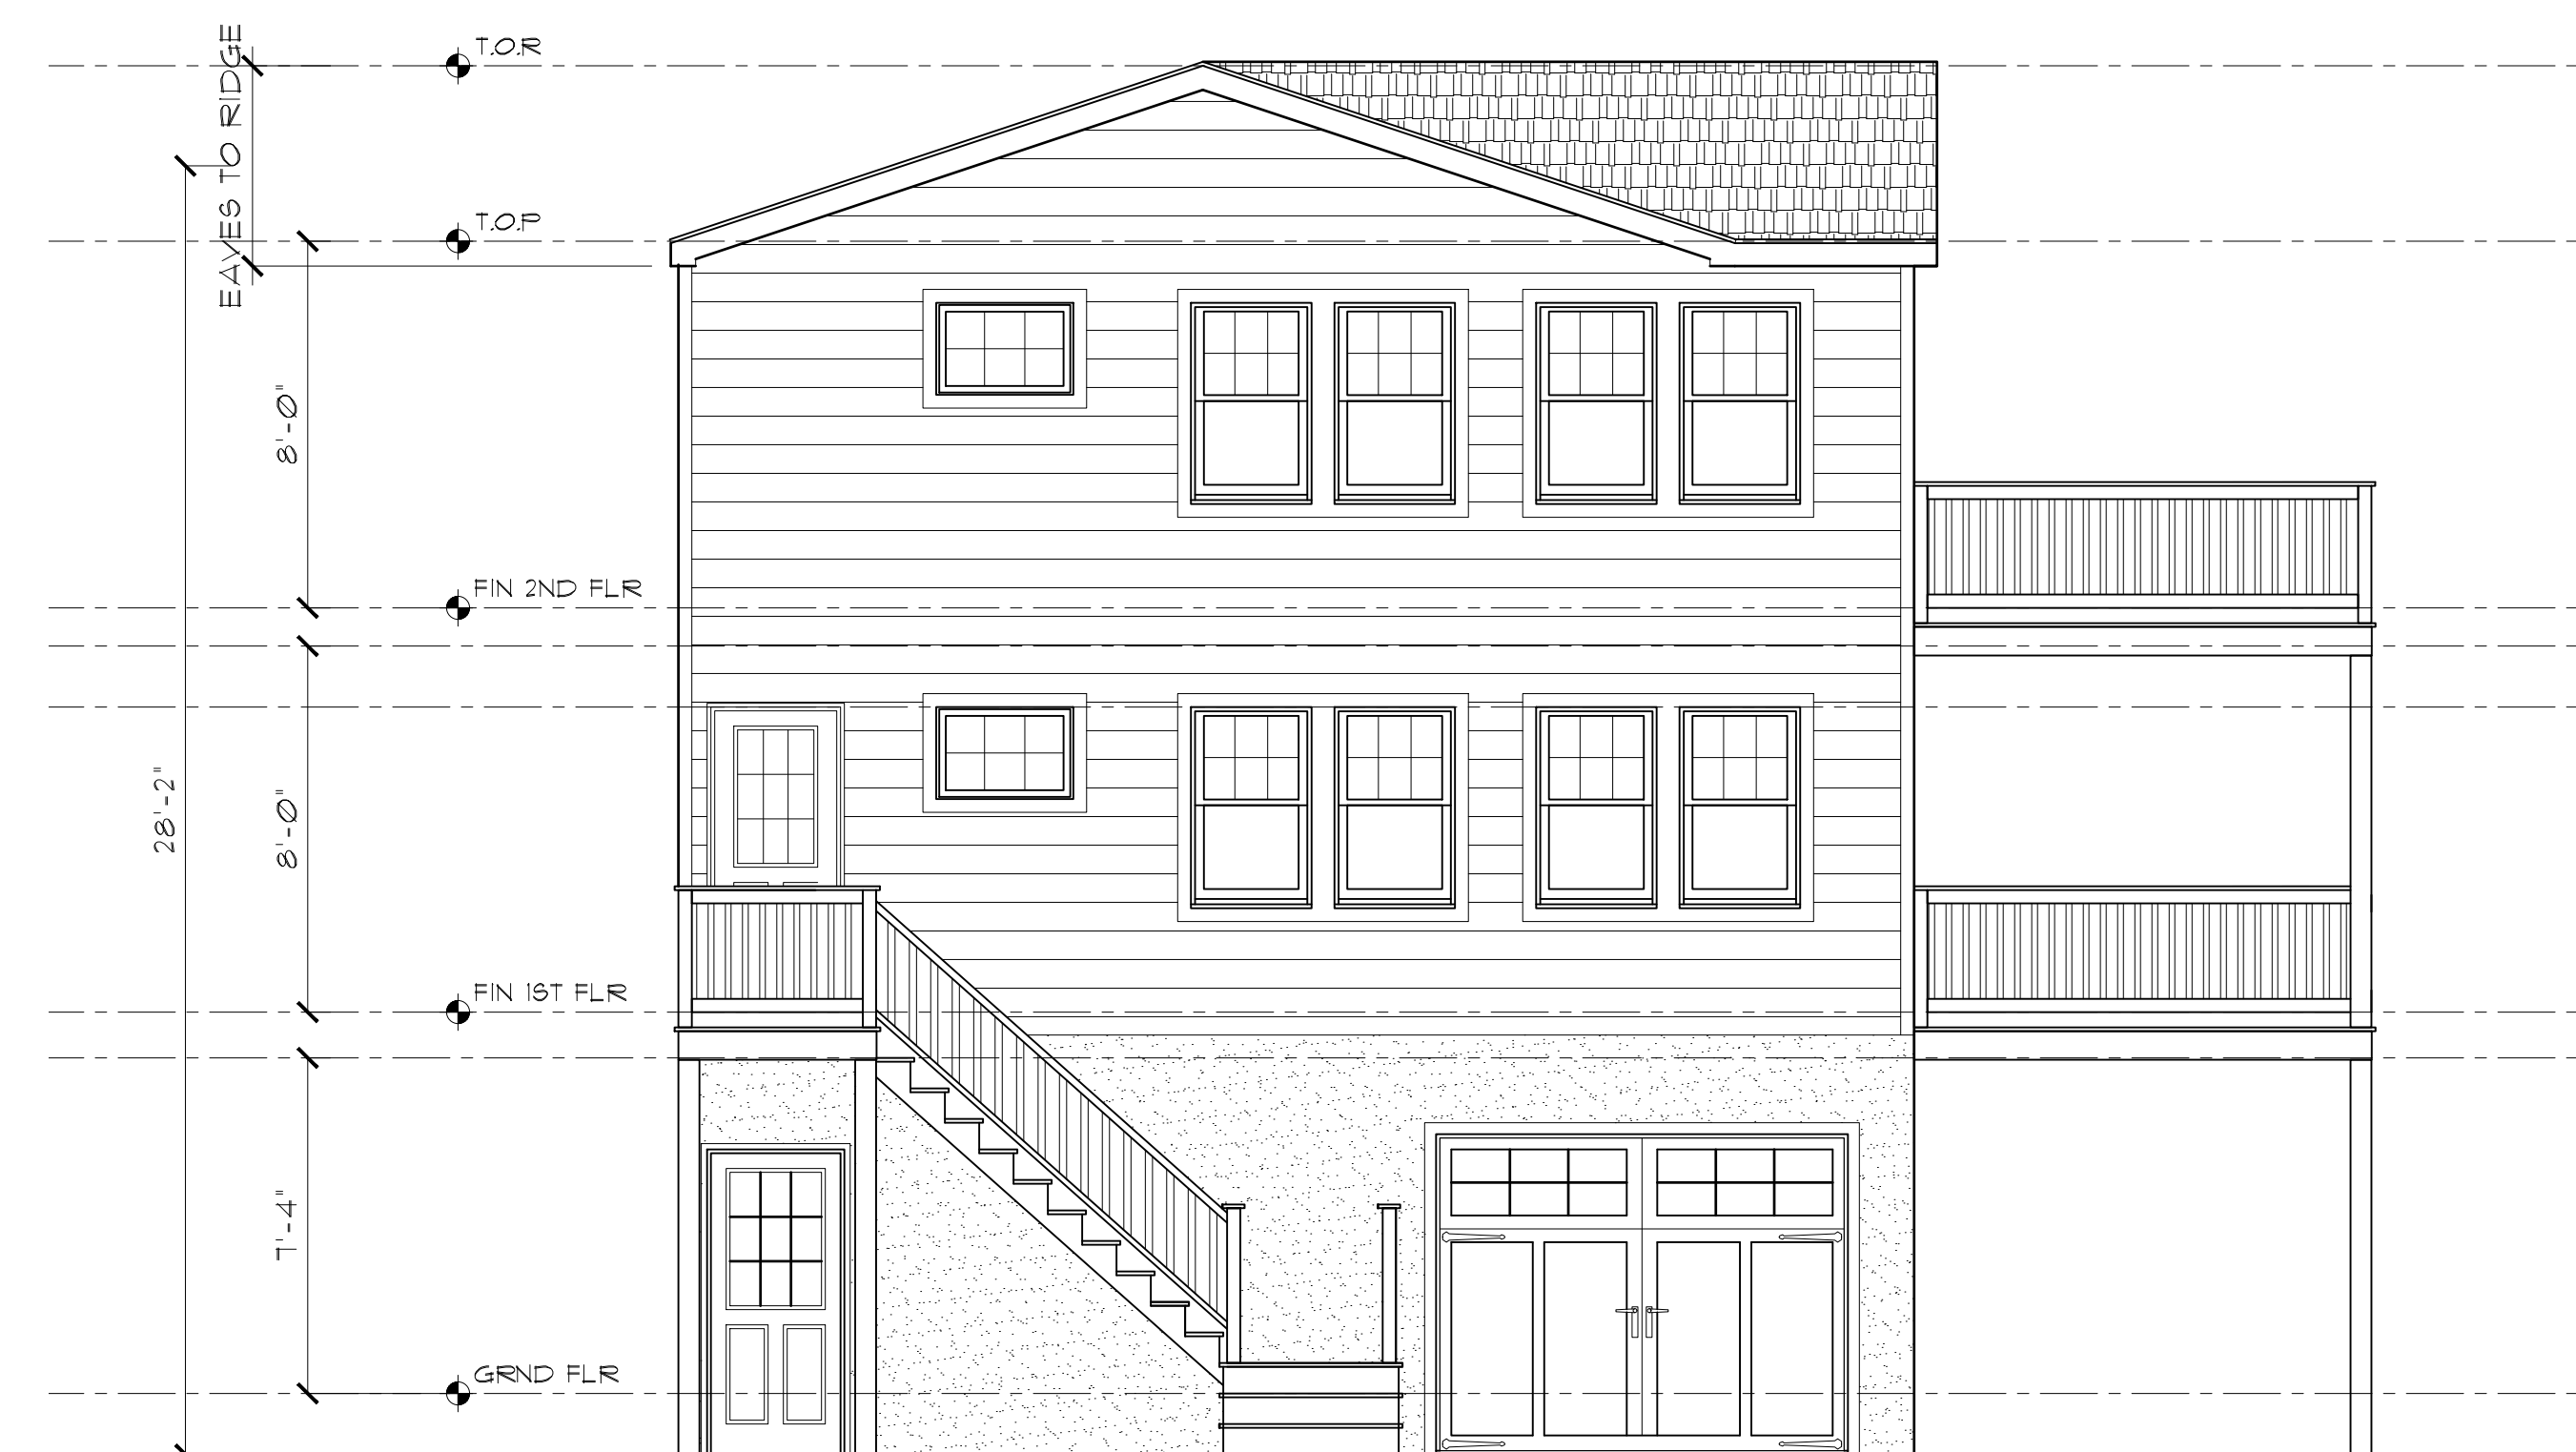 T.O.R
EAVES TO RIDGE
T.O.P
8'-0"
FIN 2ND FLR
28'-2"
8'-0"
FIN 1ST FLR
7'-4"
GRND FLR